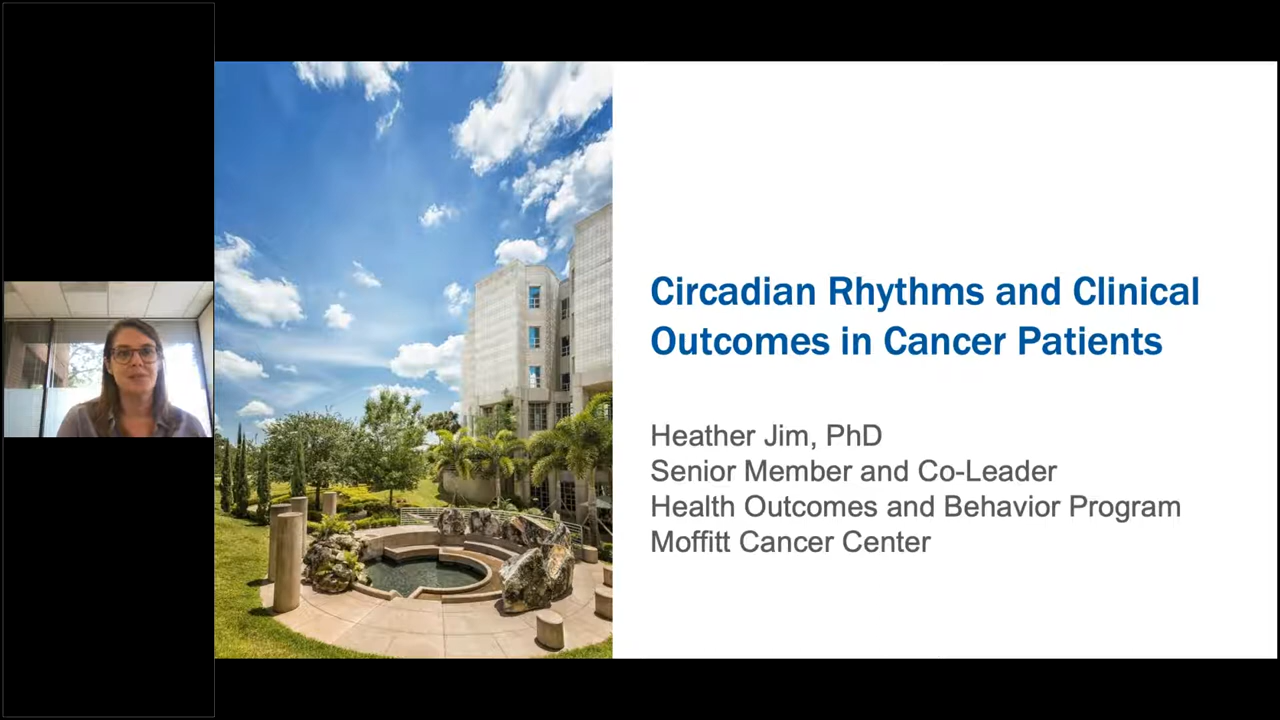 Circadian Rhythms and Clinical
Outcomes in Cancer Patients
Heather Jim, PhD
Senior Member and Co-Leader
Health Outcomes and Behavior Program
Moffitt Cancer Center